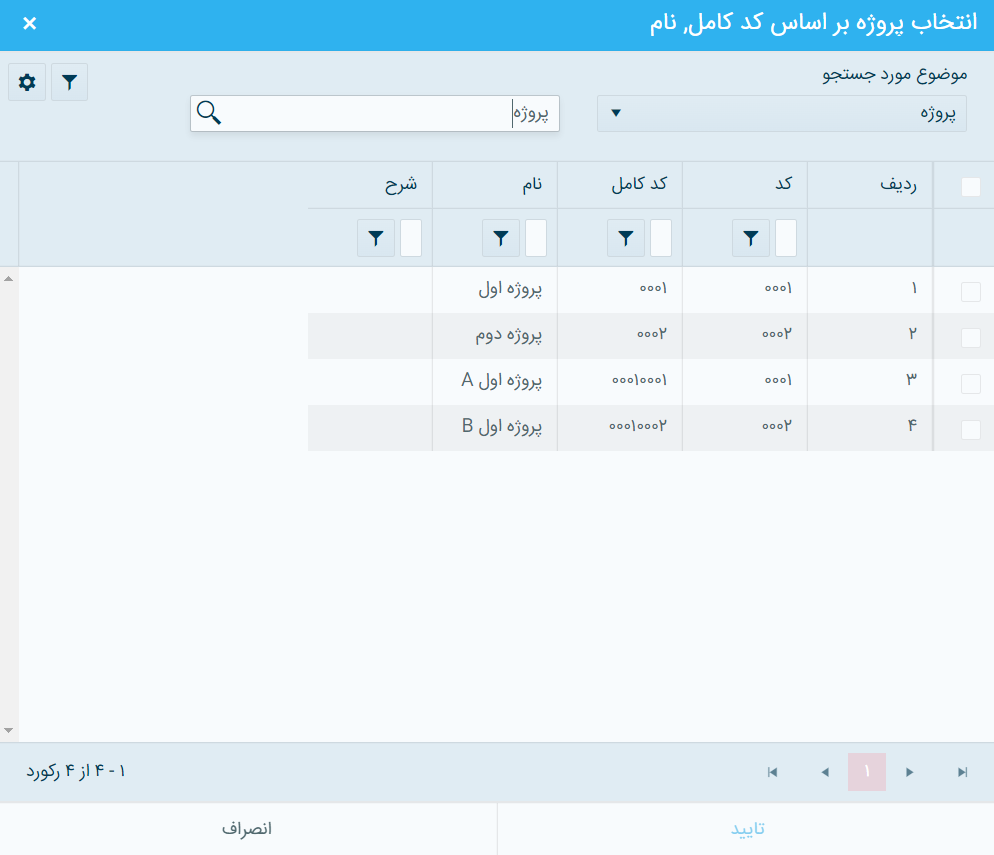 انتخاب پروژه بر اساس کد کامل, نام
موضوع مورد جستجو
پروژه
پروژه
ردیف کد کد کامل نام شرح
۱ ۰۰۰۱ ۰۰۰۱ پروژه اول
۲ ۰۰۰۲ ۰۰۰۲ پروژه دوم
۳ ۰۰۰۱ ۰۰۰۱۰۰۰۱ پروژه اول A
۴ ۰۰۰۲ ۰۰۰۱۰۰۰۲ پروژه اول B
۱
۱ - ۴ از ۴ رکورد
تایید انصراف